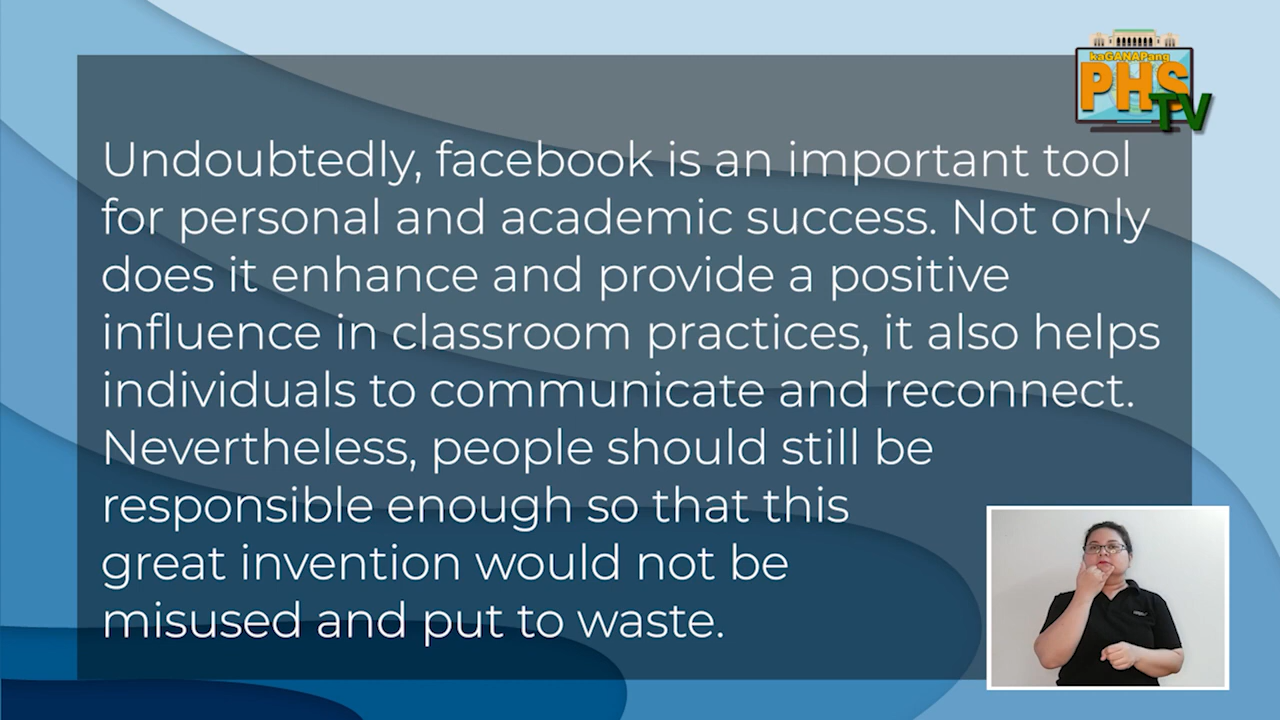 kaGANAPang
PHS
TV
Undoubtedly, facebook is an important tool
for personal and academic success. Not only
does it enhance and provide a positive
influence in classroom practices, it also helps
individuals to communicate and reconnect.
Nevertheless, people should still be
responsible enough so that this
great invention would not be
misused and put to waste.